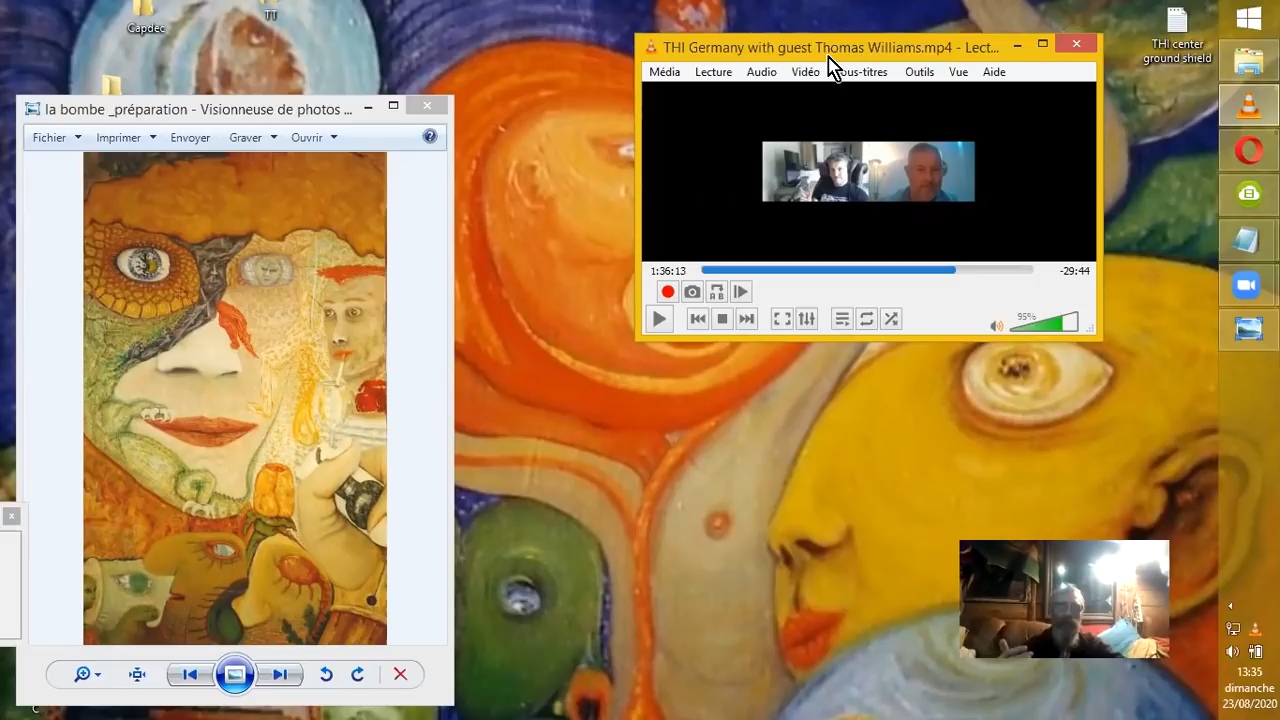 Capdec
TT
THI center
ground shield
THI Germany with guest Thomas Williams.mp4 - Lect...
Média Lecture Audio Vidéo ous-titres Outils Vue Aide
1:36:13
-29:44
A B
95%
la bombe _préparation - Visionneuse de photos ...
Fichier Imprimer Envoyer Graver Ouvrir
x
C
13:35
dimanche
23/08/2020